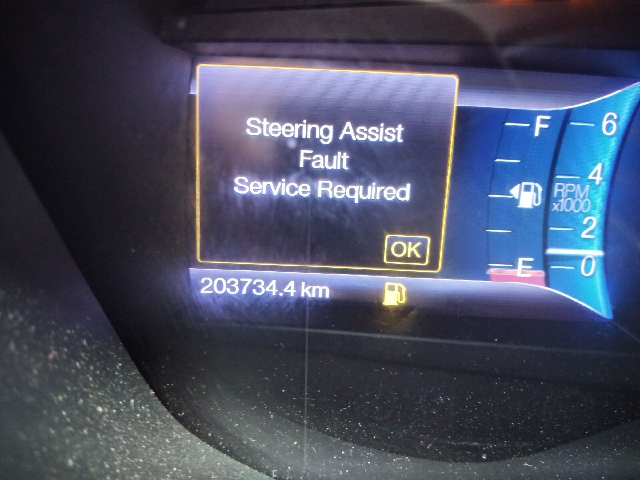 Steering Assist
Fault
Service Required
OK
203734.4 km
F
E
6
4
RPM
x1000
2
0